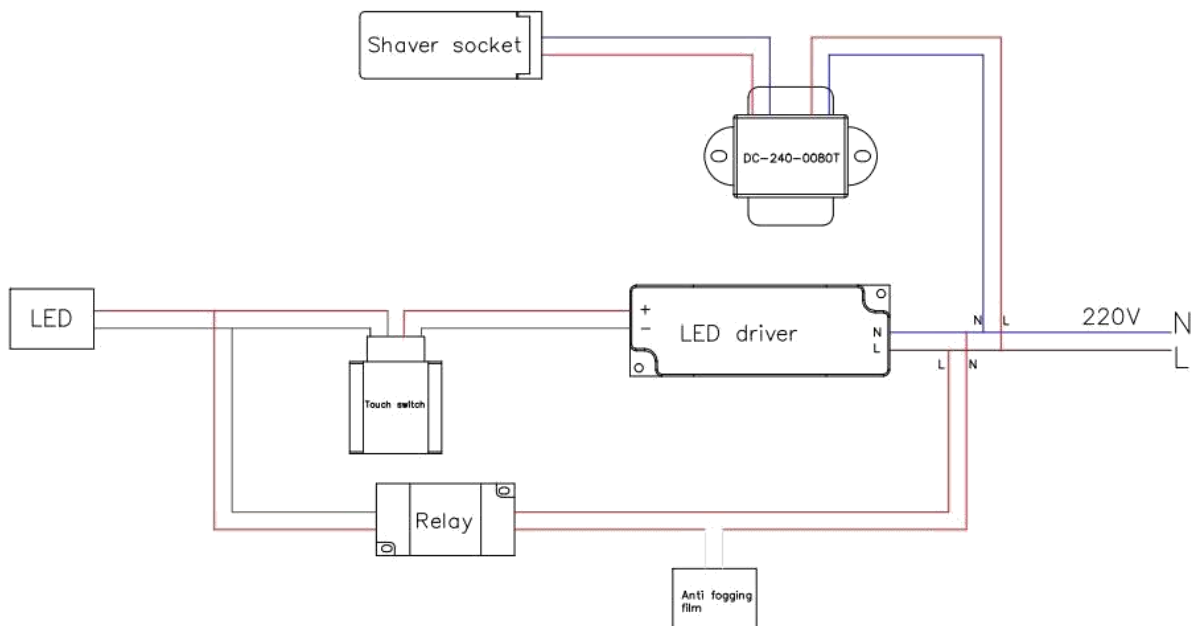 Shaver socket
DC-240-0080T
LED
+
-
LED driver
N
L
N
L
220V
N
L
L
N
Touch switch
Relay
Anti fogging
film